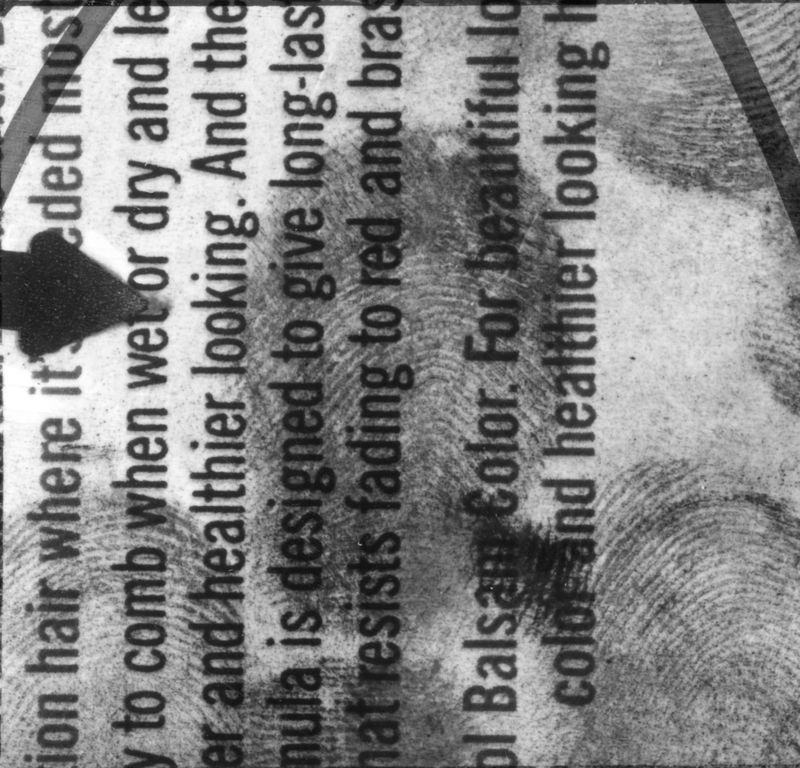 ion hair where it's needed most
y to comb when wet or dry and le
er and healthier looking. And the
mula is designed to give long-las
hat resists fading to red and bras
ol Balsam Color. For beautiful lo
color and healthier looking h